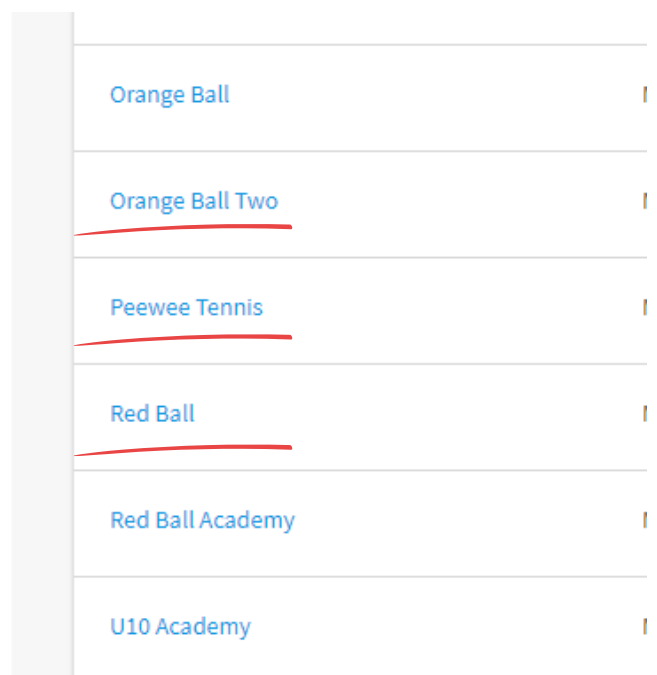 Orange Ball
Orange Ball Two
Peewee Tennis
Red Ball
Red Ball Academy
U10 Academy